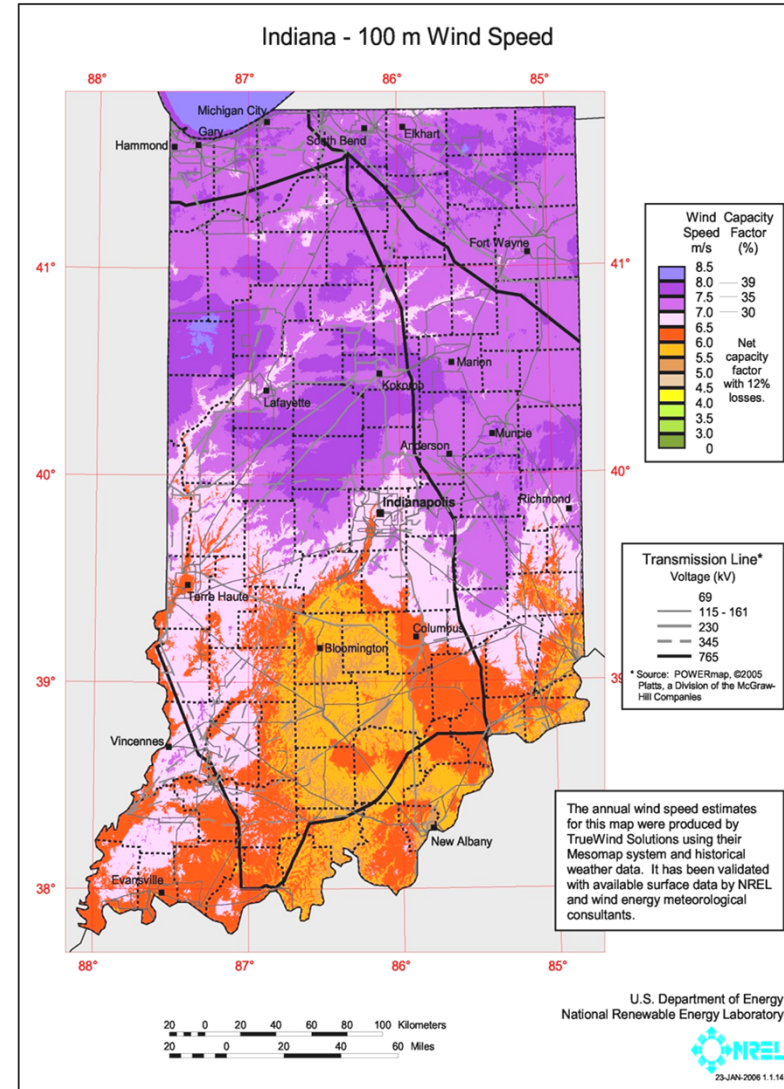 Indiana - 100 m Wind Speed
88° 87° 86° 85°
Michigan City
Gary
Hammond
South Bend
Elkhart
Fort Wayne
41° 41°
Marion
Kokomo
Lafayette
Muncie
Anderson
40° 40°
Indianapolis
Richmond
Terre Haute
Columbus
Bloomington
39° 39
Vincennes
New Albany
38° 38°
Evansville
88° 87° 86° 85°
Wind Capacity
Speed Factor
m/s (%)
8.5
8.0 39
7.5 35
7.0 30
6.5
6.0 Net
5.5 capacity
5.0 factor
4.5 with 12%
4.0 losses.
3.5
3.0
0
Transmission Line*
Voltage (kV)
69
115 - 161
230
345
765
* Source: POWERmap, ©2005
Platts, a Division of the McGraw-
Hill Companies
The annual wind speed estimates
for this map were produced by
TrueWind Solutions using their
Mesomap system and historical
weather data. It has been validated
with available surface data by NREL
and wind energy meteorological
consultants.
20 0 20 40 60 80 100 Kilometers
20 0 20 40 60 Miles
U.S. Department of Energy
National Renewable Energy Laboratory
NREL
23-JAN-2006 1.1.14